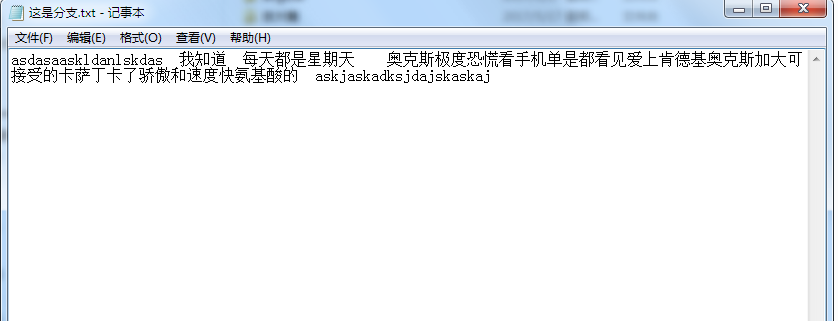 这是分支.txt - 记事本
文件(F) 编辑(E) 格式(O) 查看(V) 帮助(H)
asdasaaskldanlskdas 我知道 每天都是星期天 奥克斯极度恐慌看手机单是都看见爱上肯德基奥克斯加大可
接受的卡萨丁卡了骄傲和速度快氨基酸的 askjaskadksjdajskaskaj